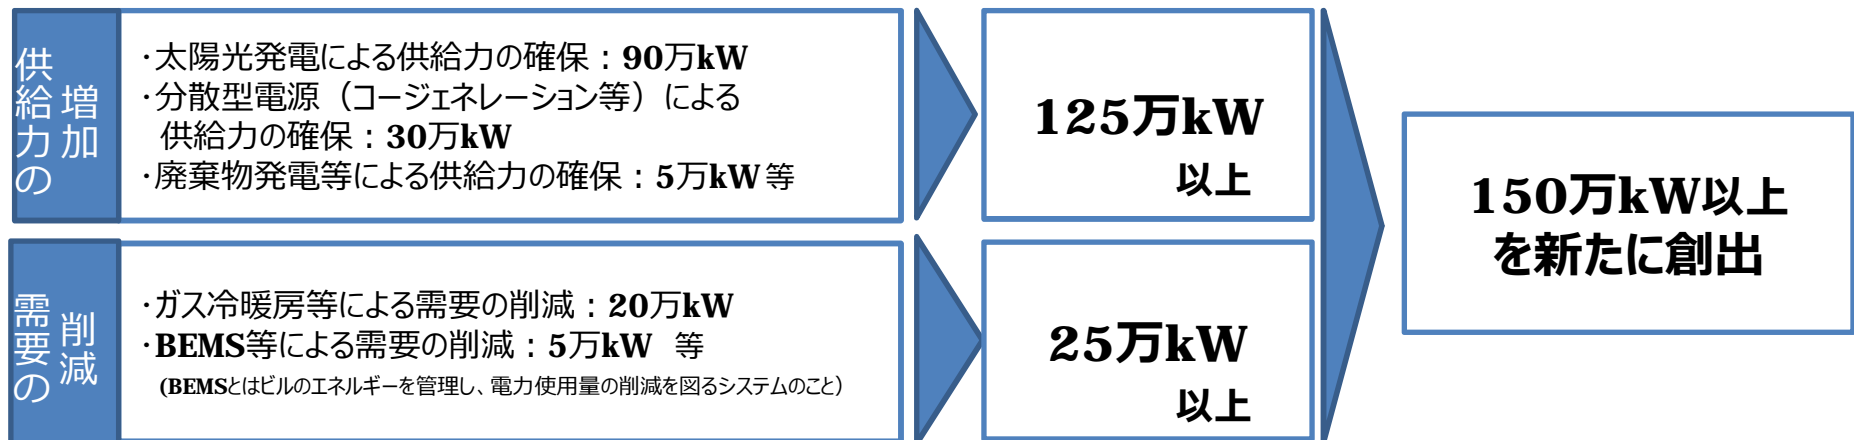 供給力の
増加
・太陽光発電による供給力の確保：90万kW
・分散型電源（コージェネレーション等）による
供給力の確保：30万kW
・廃棄物発電等による供給力の確保：5万kW等
125万kW
以上
需要の
削減
・ガス冷暖房等による需要の削減：20万kW
・BEMS等による需要の削減：5万kW 等
(BEMSとはビルのエネルギーを管理し、電力使用量の削減を図るシステムのこと）
25万kW
以上
150万kW以上
を新たに創出